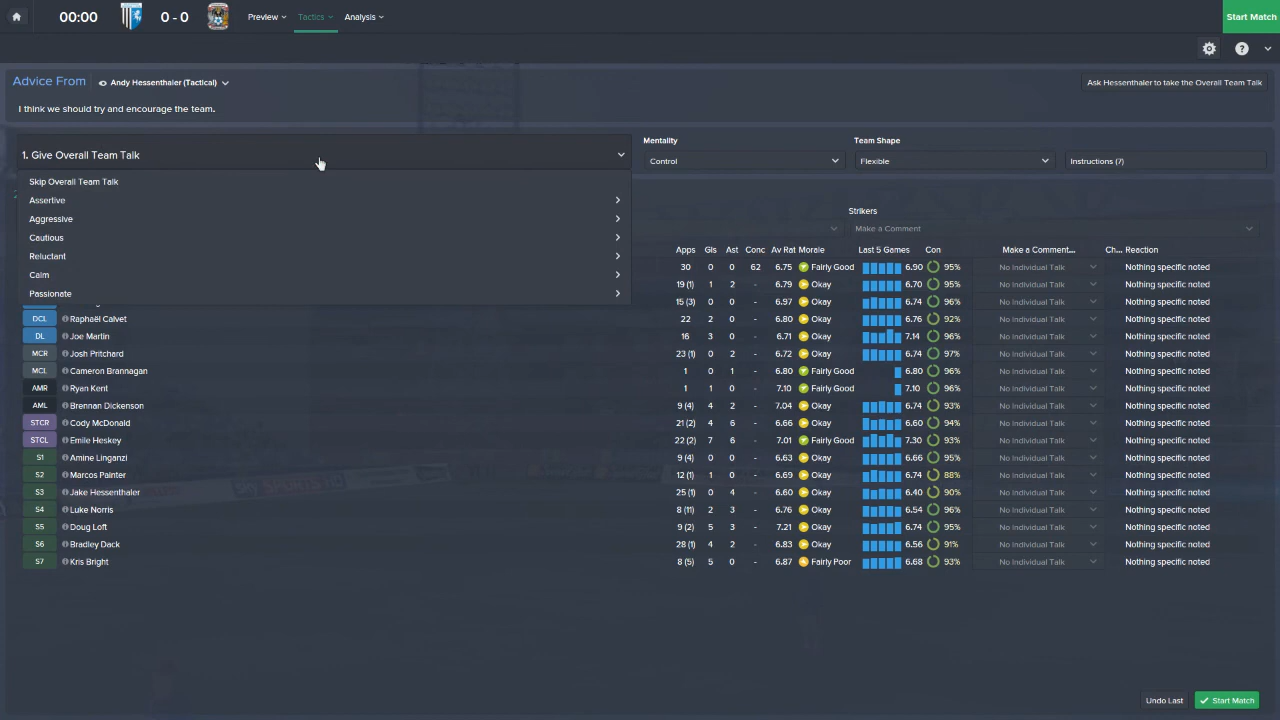 00:00 0 - 0 Preview Tactics Analysis Start Match
Advice From Andy Hessenthaler (Tactical) Ask Hessenthaler to take the Overall Team Talk
I think we should try and encourage the team.
Mentality Team Shape
1. Give Overall Team Talk Control Flexible Instructions (7)
Skip Overall Team Talk
Assertive
Strikers
Aggressive
Make a Comment
Cautious
Apps Gls Ast Conc Av Rat Morale Last 5 Games Con Make a Comment... Ch... Reaction
Reluctant
30 0 0 62 6.75 Fairly Good 6.90 95% No Individual Talk Nothing specific noted
Calm
19 (1) 1 2 - 6.79 Okay 6.70 95% No Individual Talk Nothing specific noted
Passionate
15 (3) 0 0 - 6.97 Okay 6.74 96% No Individual Talk Nothing specific noted
DCL Raphaël Calvet 22 2 0 - 6.80 Okay 6.76 92% No Individual Talk Nothing specific noted
DL Joe Martin 16 3 0 - 6.71 Okay 7.14 96% No Individual Talk Nothing specific noted
MCR Josh Pritchard 23 (1) 0 2 - 6.72 Okay 6.74 97% No Individual Talk Nothing specific noted
MCL Cameron Brannagan 1 0 1 - 6.80 Fairly Good 6.80 96% No Individual Talk Nothing specific noted
AMR Ryan Kent 1 1 0 - 7.10 Fairly Good 7.10 96% No Individual Talk Nothing specific noted
AML Brennan Dickenson 9 (4) 4 2 - 7.04 Okay 6.74 93% No Individual Talk Nothing specific noted
STCR Cody McDonald 21 (2) 4 6 - 6.66 Okay 6.60 94% No Individual Talk Nothing specific noted
STCL Emile Heskey 22 (2) 7 6 - 7.01 Fairly Good 7.30 93% No Individual Talk Nothing specific noted
S1 Amine Linganzi 9 (4) 0 0 - 6.63 Okay 6.66 95% No Individual Talk Nothing specific noted
S2 Marcos Painter 12 (1) 1 0 - 6.69 Okay 6.74 88% No Individual Talk Nothing specific noted
S3 Jake Hessenthaler 25 (1) 0 4 - 6.60 Okay 6.40 90% No Individual Talk Nothing specific noted
S4 Luke Norris 8 (11) 2 3 - 6.76 Okay 6.54 96% No Individual Talk Nothing specific noted
S5 Doug Loft 9 (2) 5 3 - 7.21 Okay 6.74 95% No Individual Talk Nothing specific noted
S6 Bradley Dack 28 (1) 4 2 - 6.83 Okay 6.56 91% No Individual Talk Nothing specific noted
S7 Kris Bright 8 (5) 5 0 - 6.87 Fairly Poor 6.68 93% No Individual Talk Nothing specific noted
Undo Last Start Match